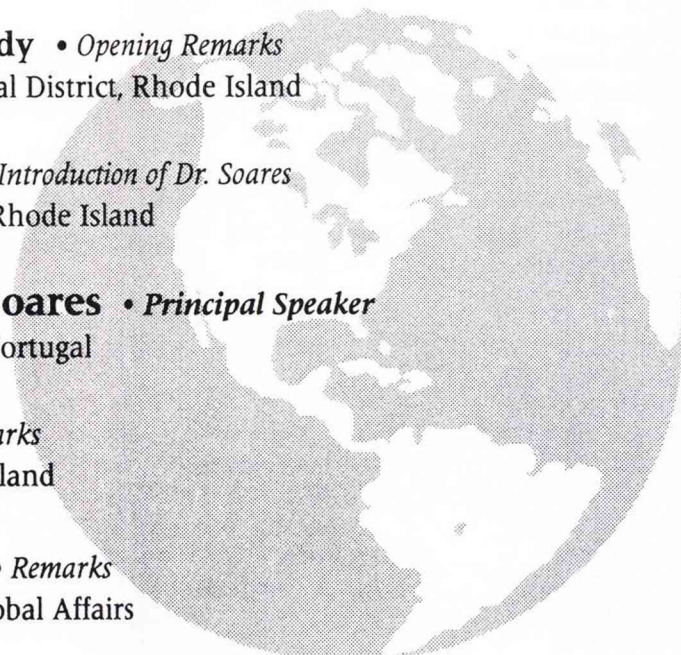 dy • Opening Remarks
al District, Rhode Island
Introduction of Dr. Soares
Rhode Island
oares • Principal Speaker
ortugal
arks
land
• Remarks
obal Affairs